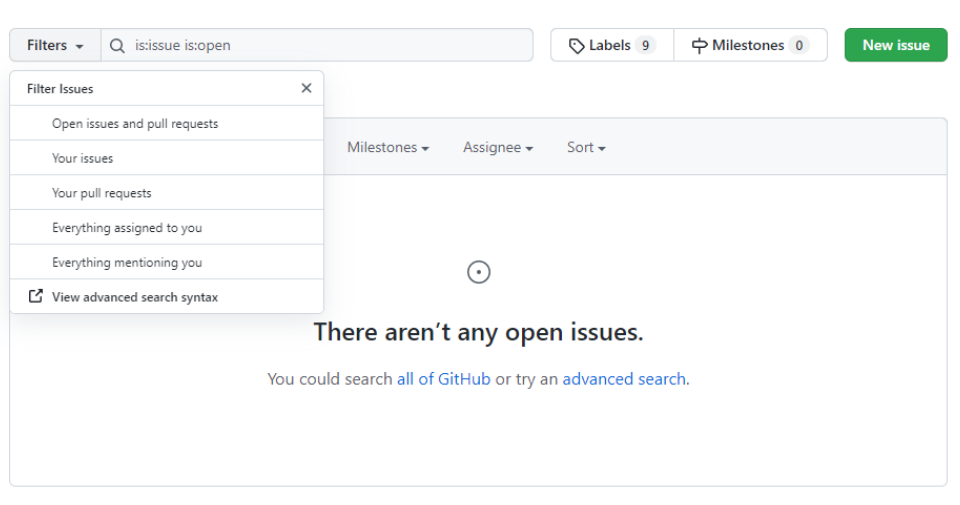 Filters
is:issue is:open
Labels 9
Milestones 0
New issue
Filter Issues
Open issues and pull requests
Your issues
Your pull requests
Everything assigned to you
Everything mentioning you
View advanced search syntax
Milestones
Assignee
Sort
There aren’t any open issues.
You could search all of GitHub or try an advanced search.